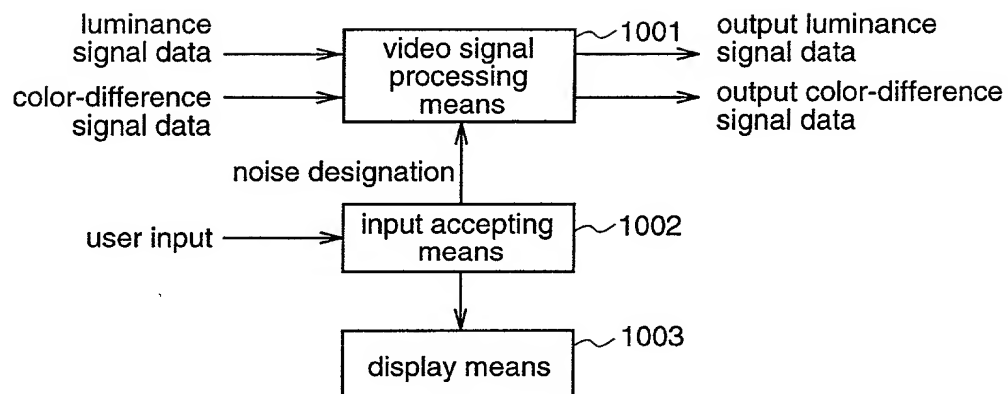 luminance
signal data
color-difference
signal data
video signal
processing
means
1001
output luminance
signal data
output color-difference
signal data
noise designation
user input
input accepting
means
1002
display means
1003